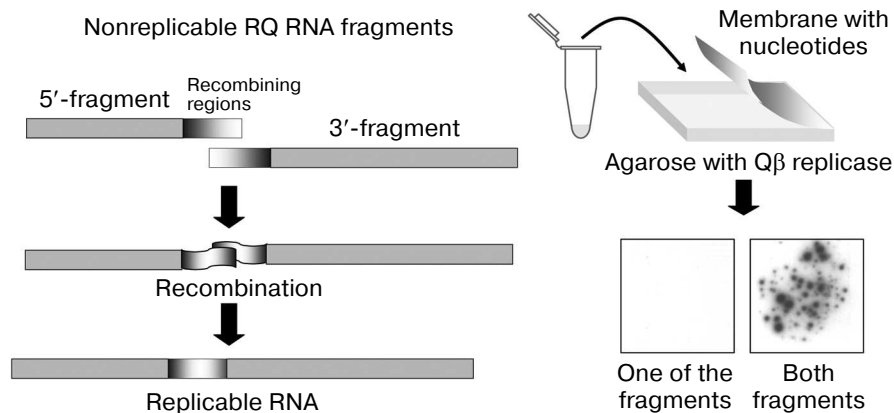 Nonreplicable RQ RNA fragments
5′-fragment
Recombining
regions
3′-fragment
Recombination
Replicable RNA
Membrane with
nucleotides
Agarose with Qβ replicase
One of the
fragments
Both
fragments